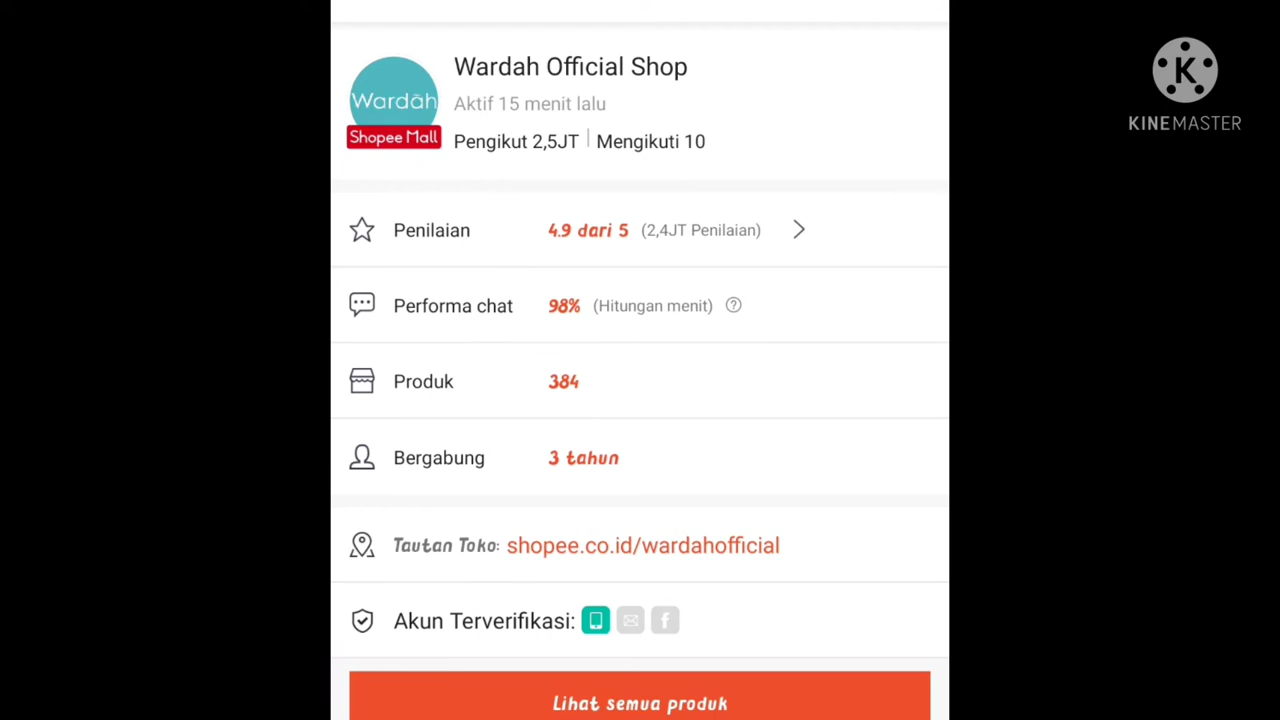 Wardah Official Shop
Wardah
Aktif 15 menit lalu
Shopee Mall
Pengikut 2,5JT | Mengikuti 10
K
KINEMASTER
Penilaian 4.9 dari 5 (2,4JT Penilaian)
Performa chat 98% (Hitungan menit) ?
Produk 384
Bergabung 3 tahun
Tautan Toko: shopee.co.id/wardahofficial
Akun Terverifikasi: f
Lihat semua produk